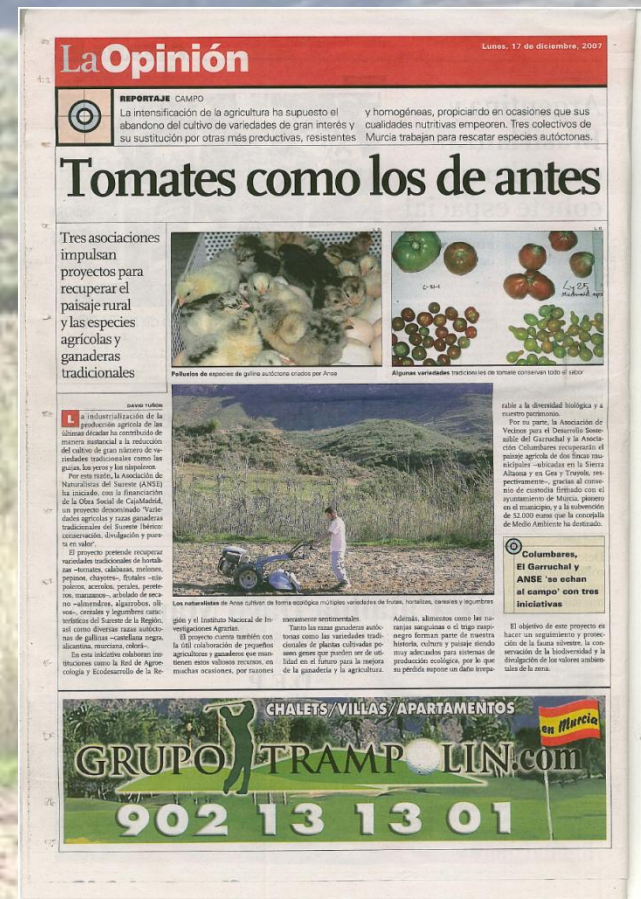 La Opinión
Lunes, 17 de diciembre, 2007
REPORTAJE CAMPO
La intensificación de la agricultura ha supuesto el
abandono del cultivo de variedades de gran interés y
su sustitución por otras más productivas, resistentes
y homogéneas, propiciando en ocasiones que sus
cualidades nutritivas empeoren. Tres colectivos de
Murcia trabajan para rescatar especies autóctonas.
Tomates como los de antes
Tres asociaciones
impulsan
proyectos para
recuperar el
paisaje rural
y las especies
agrícolas y
ganaderas
tradicionales
Polluelos de especies de gallina autóctona criados por Anse
Algunas variedades tradicionales de tomate conservan todo el sabor
DAVID TUÑÓN
La industrialización de la
producción agrícola de las
últimas décadas ha contribuido de
manera sustancial a la reducción
del cultivo de gran número de va-
riedades tradicionales como las
guijas, los yeros y los nísperos
Por esta razón, la Asociación de
Naturalistas del Sureste (ANSE)
ha iniciado, con la financiación
de la Obra Social de CajaMadrid,
un proyecto denominado 'Varie-
dades agrícolas y razas ganaderas
tradicionales del Sureste Ibérico:
conservación, divulgación y pues-
ta en valor'.
El proyecto pretende recuperar
variedades tradicionales de hortali-
zas –tomates, calabazas, melones,
pepinos, chayotes–, frutales –nís-
poleros, acerolos, perales, perete-
ros, manzanos–, arbolado de seca-
no –almendros, algarrobos, oli-
vos–, cereales y legumbres carac-
terísticas del Sureste de la Región;
así como diversas razas autócto-
nas de gallinas –castellana negra,
alicantina, murciana, colorá–.
En esta iniciativa colaboran ins-
tituciones como la Red de Agroe-
cología y Ecodesarrollo de la Re-
Los naturalistas de Anse cultivan de forma ecológica múltiples variedades de frutas, hortalizas, cereales y legumbres
gión y el Instituto Nacional de In-
vestigaciones Agrarias.
El proyecto cuenta también con
la útil colaboración de pequeños
agricultores y ganaderos que man-
tienen estos valiosos recursos, en
muchas ocasiones, por razones
meramente sentimentales.
Tanto las razas ganaderas autóc-
tonas como las variedades tradi-
cionales de plantas cultivadas po-
seen genes que pueden ser de uti-
lidad en el futuro para la mejora
de la ganadería y la agricultura.
Además, alimentos como las na-
ranjas sanguinas o el trigo raspi-
negro forman parte de nuestra
historia, cultura y paisaje siendo
muy adecuados para sistemas de
producción ecológica, por lo que
su pérdida supone un daño irrepa-
rable a la diversidad biológica y a
nuestro patrimonio.
Por su parte, la Asociación de
Vecinos para el Desarrollo Soste-
nible del Garruchal y la Asocia-
ción Columbares recuperarán el
paisaje agrícola de dos fincas mu-
nicipales –ubicadas en la Sierra
Altaona y en Gea y Truyols, res-
pectivamente–, gracias al conve-
nio de custodia firmado con el
ayuntamiento de Murcia, pionero
en el municipio, y a la subvención
de 52.000 euros que la concejalía
de Medio Ambiente ha destinado.
Columbares,
El Garruchal y
ANSE 'se echan
al campo' con tres
iniciativas
El objetivo de este proyecto es
hacer un seguimiento y protec-
ción de la fauna silvestre, la con-
servación de la biodiversidad y la
divulgación de los valores ambien-
tales de la zona.
CHALETS/VILLAS/APARTAMENTOS
en Murcia
GRUPO TRAMPOLIN.com
902 13 13 01